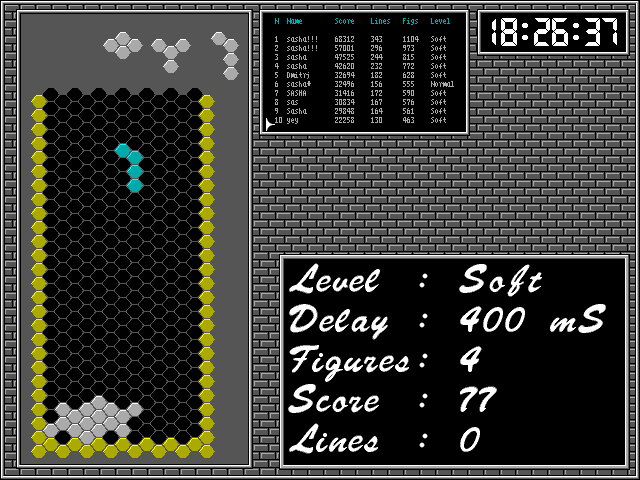 N Name Score Lines Figs Level
1 sasha!!! 68312 343 1104 Soft
2 sasha!!! 57001 296 973 Soft
3 sasha 47525 244 815 Soft
4 sasha 42620 232 772 Soft
5 Dmitrj 32694 182 628 Soft
6 sasha* 32496 156 555 Normal
7 SASHA 31416 172 590 Soft
8 sas 30834 167 576 Soft
9 Sasha 29848 164 561 Soft
10 yey 22258 130 463 Soft
18:26:37
Level : Soft
Delay : 400 mS
Figures: 4
Score : 77
Lines : 0